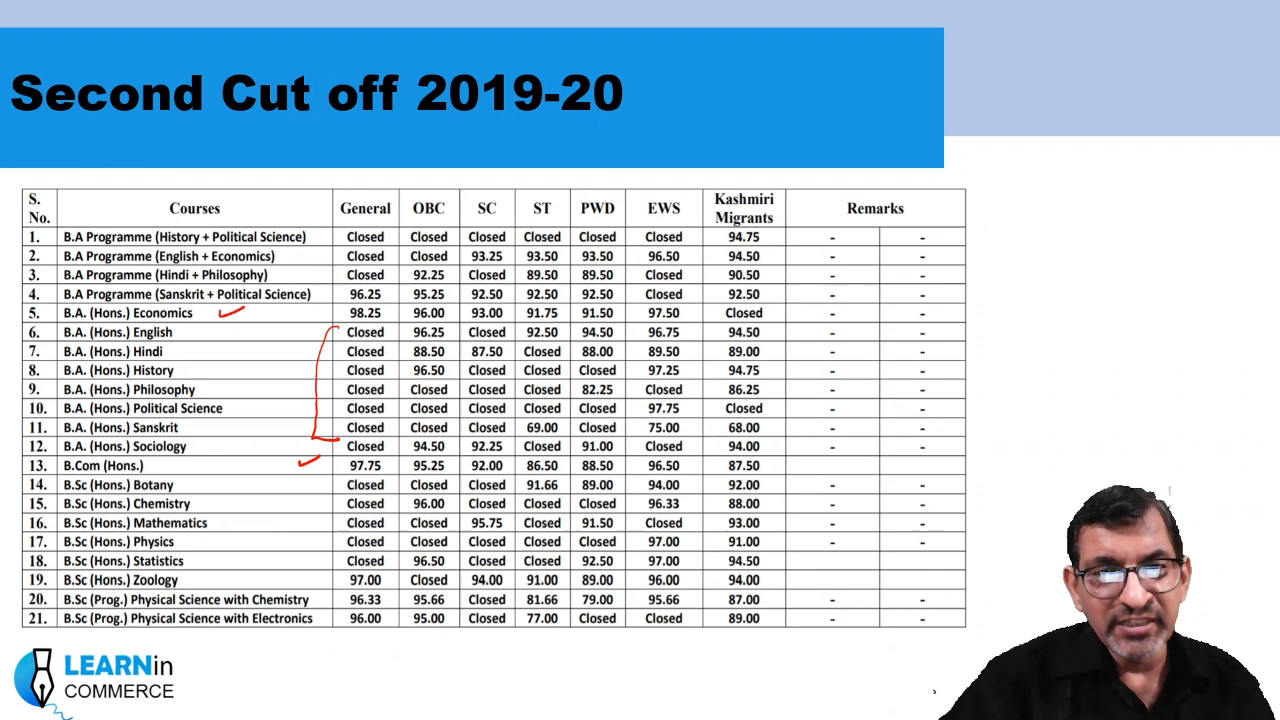 Second Cut off 2019-20
S. No. Courses General OBC SC ST PWD EWS Kashmiri Migrants Remarks
1. B.A Programme (History + Political Science) Closed Closed Closed Closed Closed Closed 94.75 - -
2. B.A Programme (English + Economics) Closed Closed 93.25 93.50 93.50 96.50 94.50 - -
3. B.A Programme (Hindi + Philosophy) Closed 92.25 Closed 89.50 89.50 Closed 90.50 - -
4. B.A Programme (Sanskrit + Political Science) 96.25 95.25 92.50 92.50 92.50 Closed 92.50 - -
5. B.A. (Hons.) Economics 98.25 96.00 93.00 91.75 91.50 97.50 Closed - -
6. B.A. (Hons.) English Closed 96.25 Closed 92.50 94.50 96.75 94.50 - -
7. B.A. (Hons.) Hindi Closed 88.50 87.50 Closed 88.00 89.50 89.00 - -
8. B.A. (Hons.) History Closed 96.50 Closed Closed Closed 97.25 94.75 - -
9. B.A. (Hons.) Philosophy Closed Closed Closed Closed 82.25 Closed 86.25 - -
10. B.A. (Hons.) Political Science Closed Closed Closed Closed Closed 97.75 Closed - -
11. B.A. (Hons.) Sanskrit Closed Closed Closed 69.00 Closed 75.00 68.00 - -
12. B.A. (Hons.) Sociology Closed 94.50 92.25 Closed 91.00 Closed 94.00 - -
13. B.Com (Hons.) 97.75 95.25 92.00 86.50 88.50 96.50 87.50
14. B.Sc (Hons.) Botany Closed Closed Closed 91.66 89.00 94.00 92.00 - -
15. B.Sc (Hons.) Chemistry Closed 96.00 Closed Closed Closed 96.33 88.00 - -
16. B.Sc (Hons.) Mathematics Closed Closed 95.75 Closed 91.50 Closed 93.00 - -
17. B.Sc (Hons.) Physics Closed Closed Closed Closed Closed 97.00 91.00 - -
18. B.Sc (Hons.) Statistics Closed 96.50 Closed Closed 92.50 97.00 94.50
19. B.Sc (Hons.) Zoology 97.00 Closed 94.00 91.00 89.00 96.00 94.00
20. B.Sc (Prog.) Physical Science with Chemistry 96.33 95.66 Closed 81.66 79.00 95.66 87.00 - -
21. B.Sc (Prog.) Physical Science with Electronics 96.00 95.00 Closed 77.00 Closed Closed 89.00 - -
LEARNin
COMMERCE